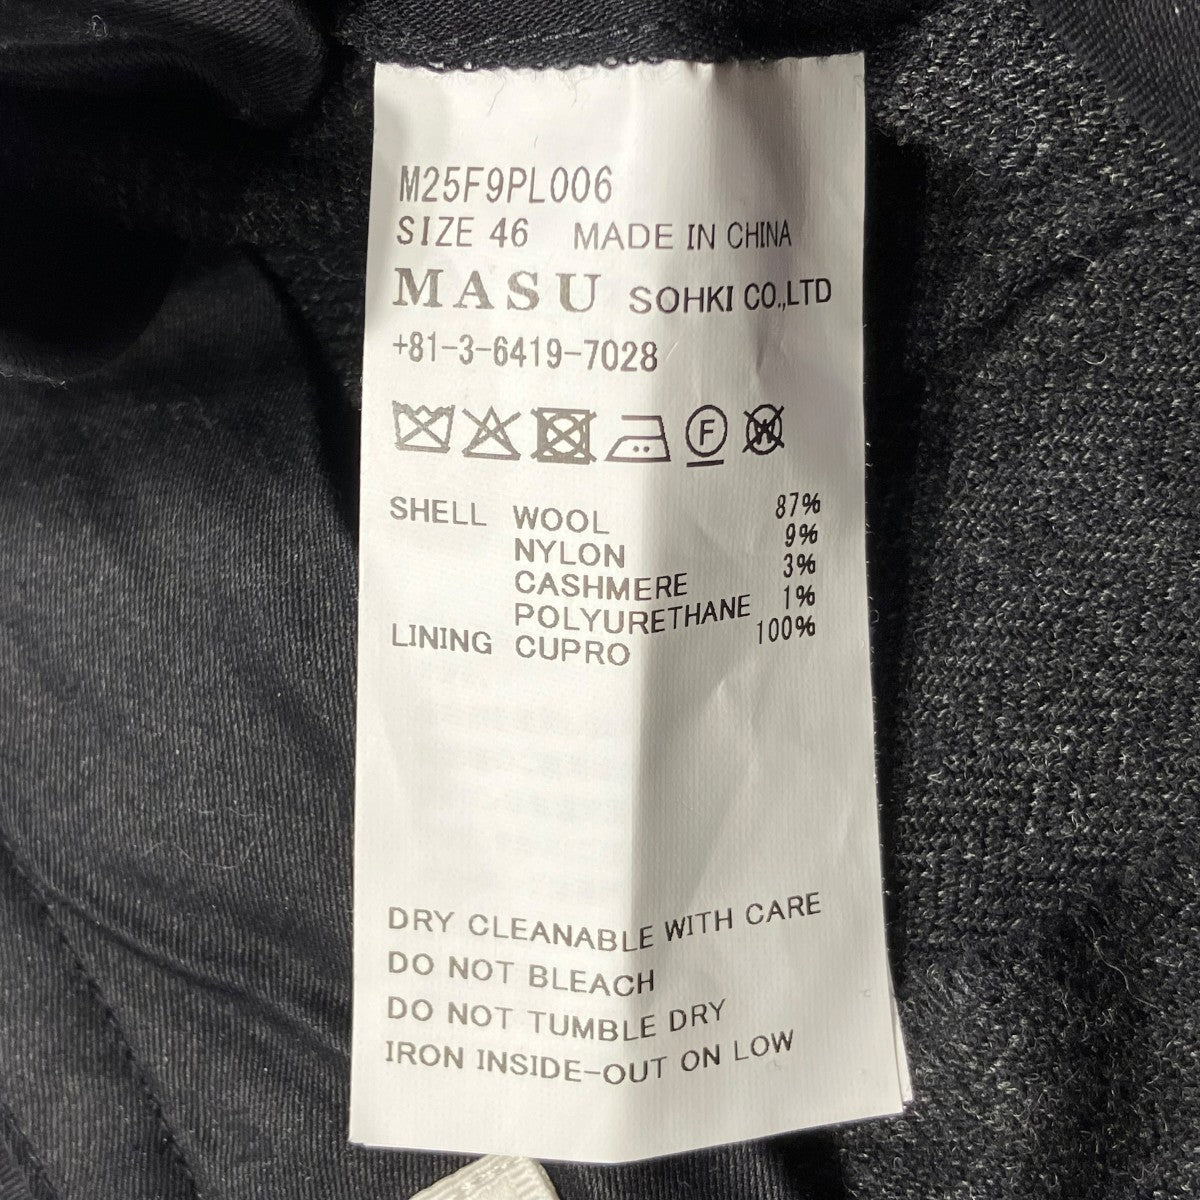 M25F9PL006
SIZE 46 MADE IN CHINA
MASU SOHKI CO.,LTD
+81-3-6419-7028
F W
SHELL WOOL 87%
NYLON 9%
CASHMERE 3%
POLYURETHANE 1%
LINING CUPRO 100%
DRY CLEANABLE WITH CARE
DO NOT BLEACH
DO NOT TUMBLE DRY
IRON INSIDE-OUT ON LOW